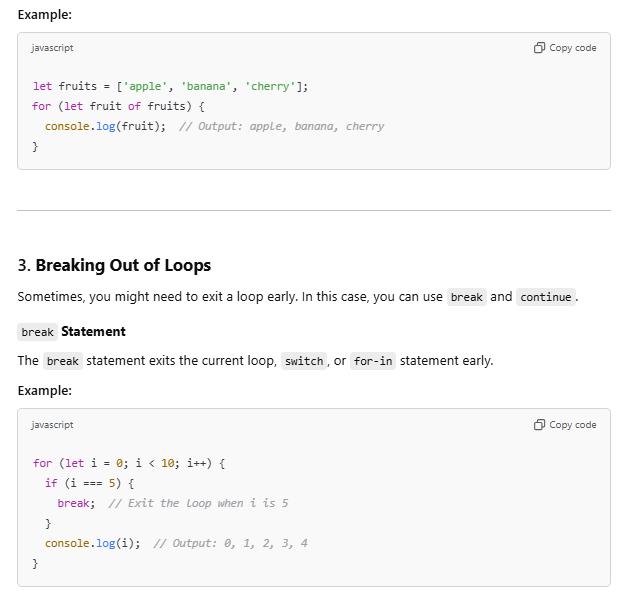 Example:
javascript
Copy code
let fruits = ['apple', 'banana', 'cherry'];
for (let fruit of fruits) {
  console.log(fruit);  // Output: apple, banana, cherry
}
3. Breaking Out of Loops
Sometimes, you might need to exit a loop early. In this case, you can use break and continue.
break Statement
The break statement exits the current loop, switch, or for-in statement early.
Example:
javascript
Copy code
for (let i = 0; i < 10; i++) {
  if (i === 5) {
    break;  // Exit the loop when i is 5
  }
  console.log(i);  // Output: 0, 1, 2, 3, 4
}